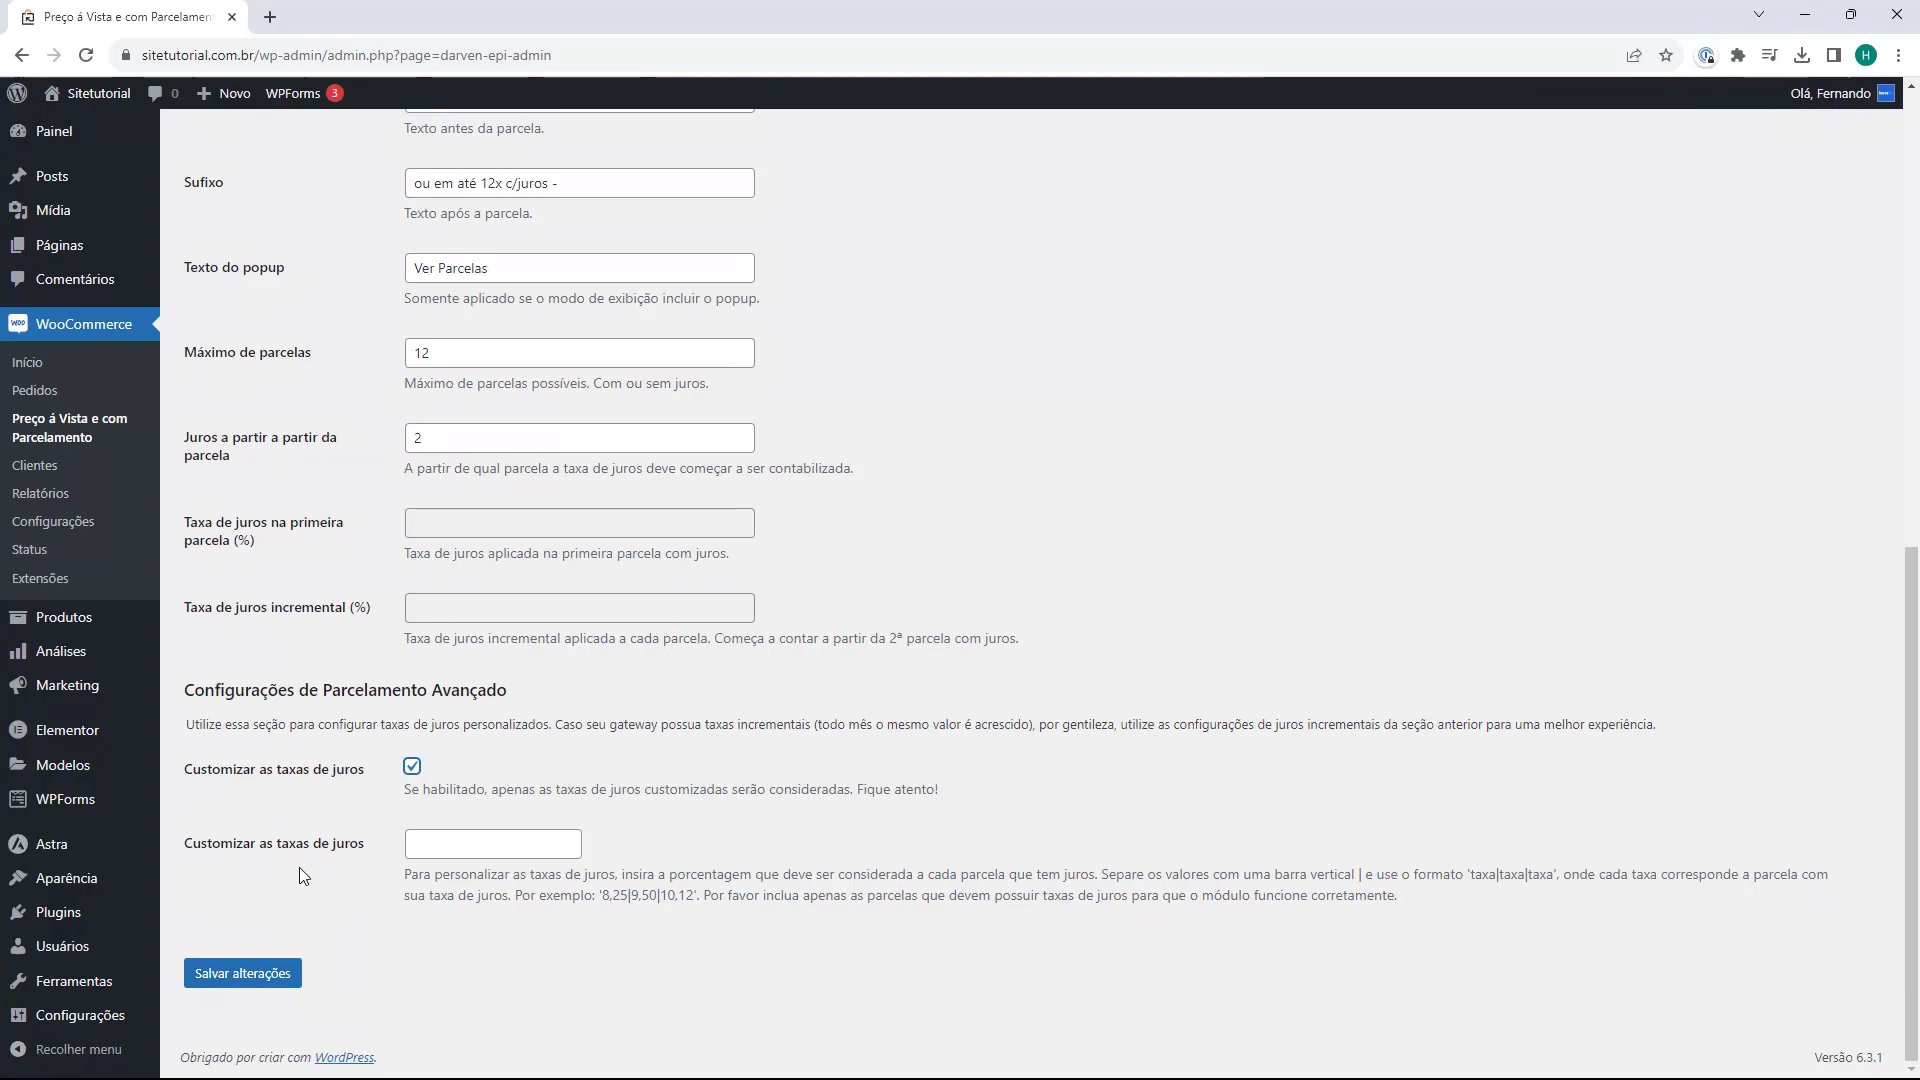 Preço á Vista e com Parcelamen
sitetutorial.com.br/wp-admin/admin.php?page=darven-epi-admin
H
Sitetutorial
0
Novo
WPForms 3
Olá, Fernando
Painel
Posts
Mídia
Páginas
Comentários
WooCommerce
Início
Pedidos
Preço á Vista e com
Parcelamento
Clientes
Relatórios
Configurações
Status
Extensões
Produtos
Análises
Marketing
Elementor
Modelos
WPForms
Astra
Aparência
Plugins
Usuários
Ferramentas
Configurações
Recolher menu
Texto antes da parcela.
Sufixo
ou em até 12x c/juros -
Texto após a parcela.
Texto do popup
Ver Parcelas
Somente aplicado se o modo de exibição incluir o popup.
Máximo de parcelas
12
Máximo de parcelas possíveis. Com ou sem juros.
Juros a partir a partir da
parcela
2
A partir de qual parcela a taxa de juros deve começar a ser contabilizada.
Taxa de juros na primeira
parcela (%)
Taxa de juros aplicada na primeira parcela com juros.
Taxa de juros incremental (%)
Taxa de juros incremental aplicada a cada parcela. Começa a contar a partir da 2ª parcela com juros.
Configurações de Parcelamento Avançado
Utilize essa seção para configurar taxas de juros personalizados. Caso seu gateway possua taxas incrementais (todo mês o mesmo valor é acrescido), por gentileza, utilize as configurações de juros incrementais da seção anterior para uma melhor experiência.
Customizar as taxas de juros
Se habilitado, apenas as taxas de juros customizadas serão consideradas. Fique atento!
Customizar as taxas de juros
Para personalizar as taxas de juros, insira a porcentagem que deve ser considerada a cada parcela que tem juros. Separe os valores com uma barra vertical | e use o formato 'taxa|taxa|taxa', onde cada taxa corresponde a parcela com
sua taxa de juros. Por exemplo: '8,25|9,50|10,12'. Por favor inclua apenas as parcelas que devem possuir taxas de juros para que o módulo funcione corretamente.
Salvar alterações
Obrigado por criar com WordPress.
Versão 6.3.1